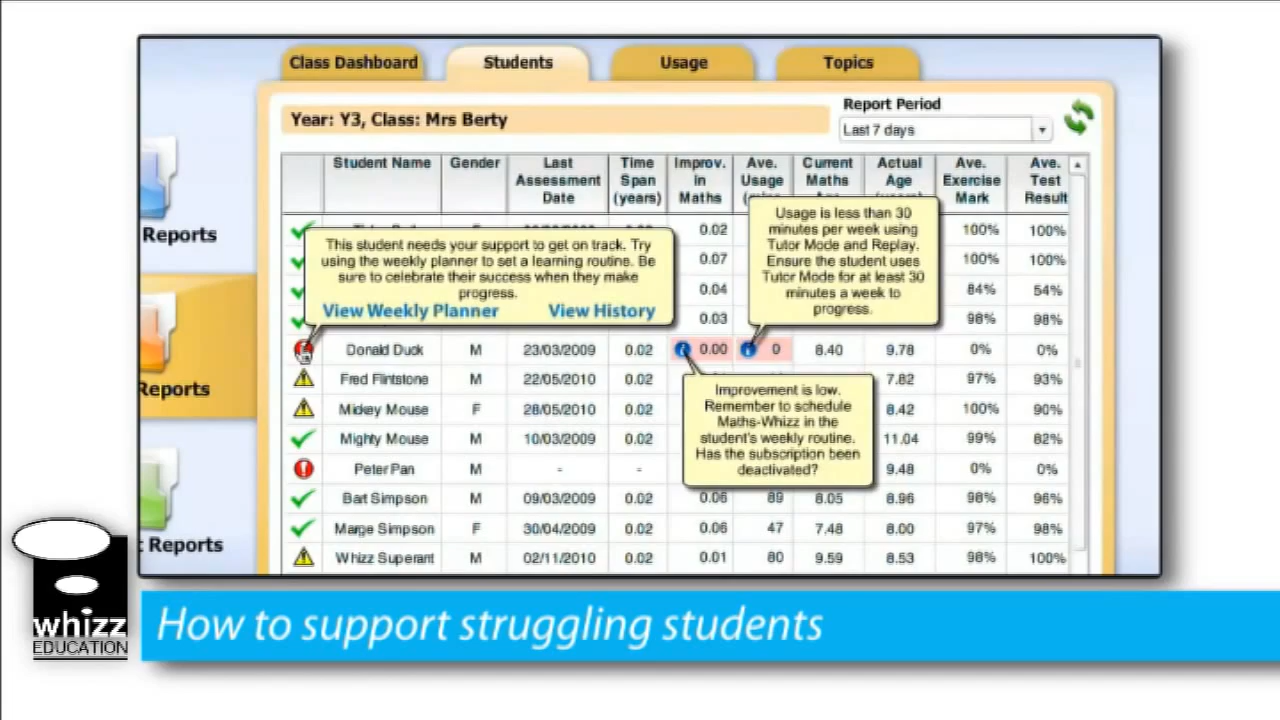 Class Dashboard Students Usage Topics
Year: Y3, Class: Mrs Berty
Report Period
Last 7 days
Student Name Gender Last Assessment Date Time Span (years) Improv. in Maths Ave. Usage Current Maths Actual Age Ave. Exercise Mark Ave. Test Result
0.02 100% 100%
0.07 100% 100%
0.04 84% 54%
0.03 98% 98%
This student needs your support to get on track. Try
using the weekly planner to set a learning routine. Be
sure to celebrate their success when they make
progress.
View Weekly Planner View History
Usage is less than 30
minutes per week using
Tutor Mode and Replay.
Ensure the student uses
Tutor Mode for at least 30
minutes a week to
progress.
Donald Duck M 23/03/2009 0.02 0.00 0 8.40 9.78 0% 0%
Fred Flintstone M 22/05/2010 0.02 7.82 97% 93%
Mickey Mouse F 28/05/2010 0.02 8.42 100% 90%
Mighty Mouse M 10/03/2009 0.02 11.04 99% 82%
Peter Pan M - - 9.48 0% 0%
Improvement is low.
Remember to schedule
Maths-Whizz in the
student's weekly routine.
Has the subscription been
deactivated?
Bart Simpson M 09/03/2009 0.02 0.06 89 8.05 8.96 98% 96%
Marge Simpson F 30/04/2009 0.02 0.06 47 7.48 8.00 97% 98%
Whizz Superant M 02/11/2010 0.02 0.01 80 9.59 8.53 98% 100%
Reports
Reports
Reports
How to support struggling students
whizz
EDUCATION